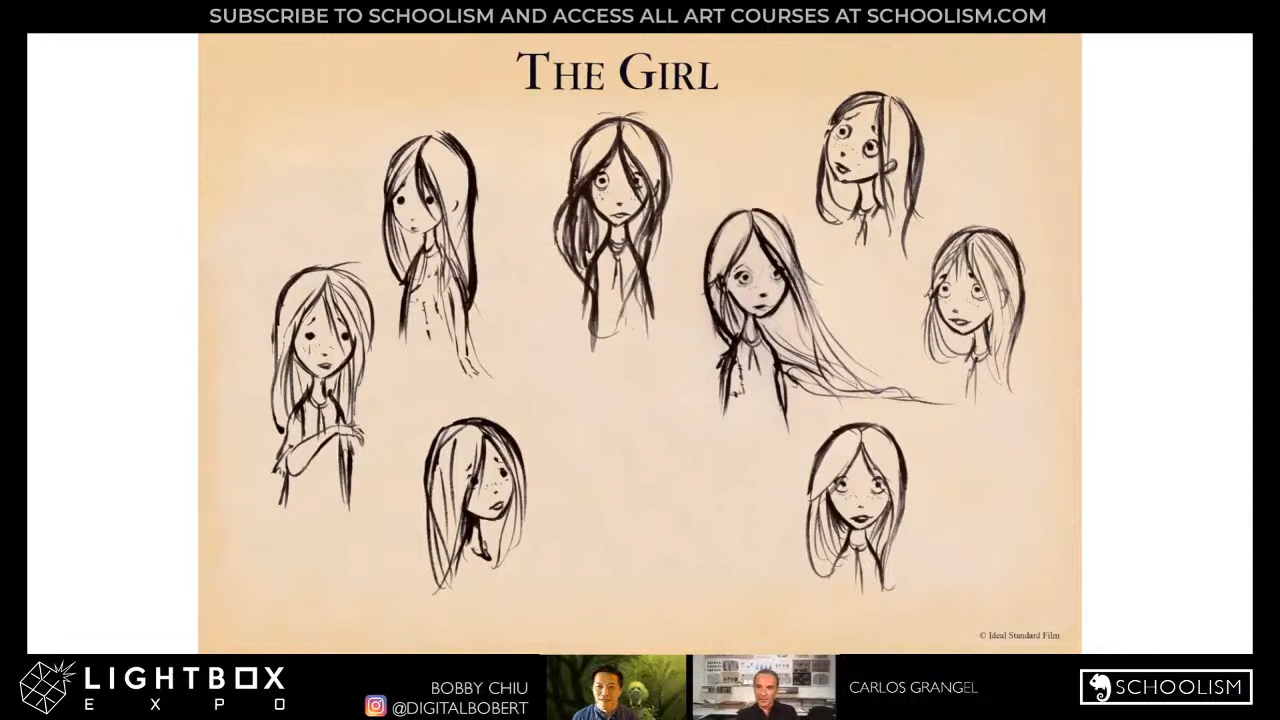 SUBSCRIBE TO SCHOOLISM AND ACCESS ALL ART COURSES AT SCHOOLISM.COM
THE GIRL
© Ideal Standard Film
LIGHTBOX
EXPO
BOBBY CHIU
@DIGITALBOBERT
CARLOS GRANGEL
SCHOOLISM